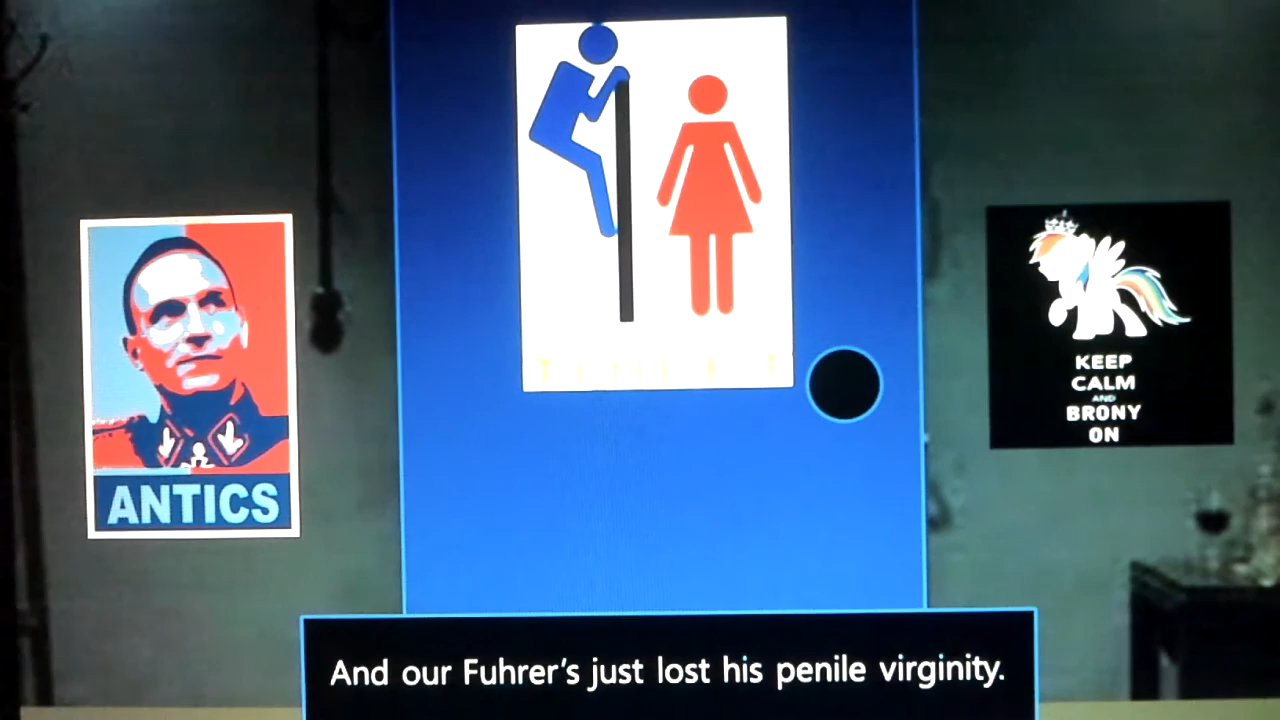 ANTICS
KEEP
CALM
AND
BRONY
ON
And our Fuhrer's just lost his penile virginity.